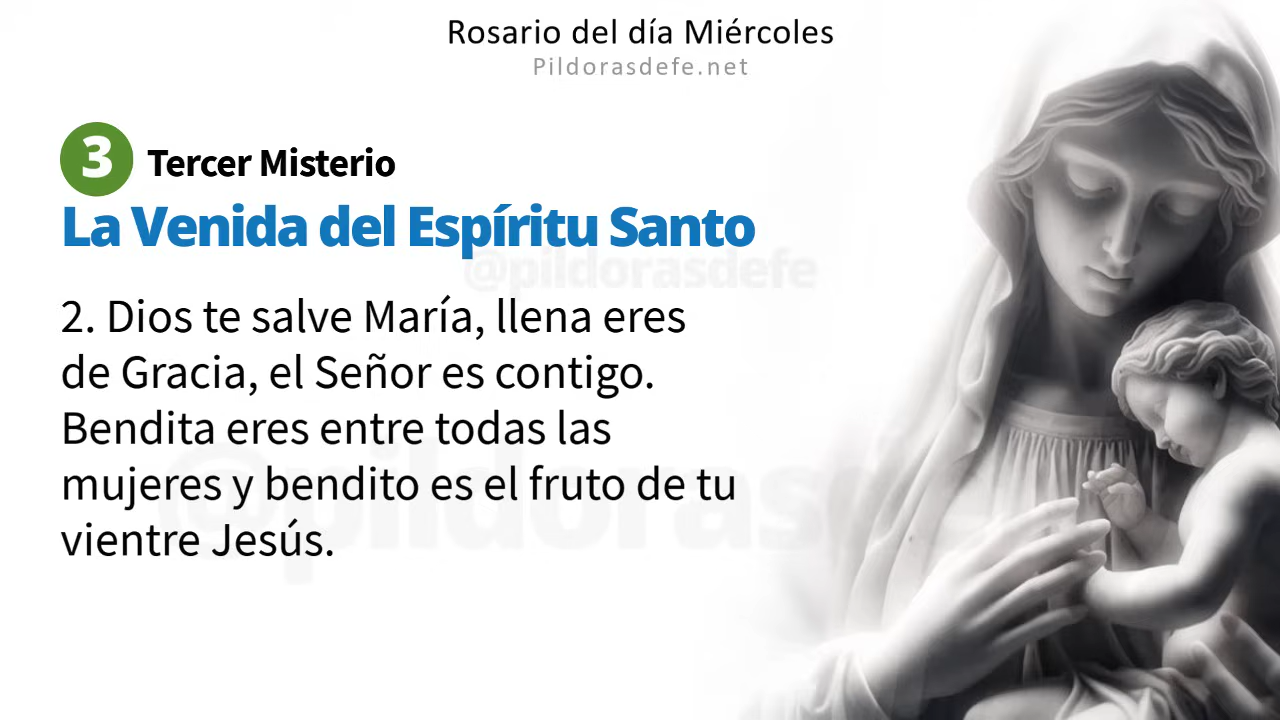 Rosario del día Miércoles
Pildorasdefe.net
3 Tercer Misterio
La Venida del Espíritu Santo
@pildorasdefe
2. Dios te salve María, llena eres
de Gracia, el Señor es contigo.
Bendita eres entre todas las
mujeres y bendito es el fruto de tu
vientre Jesús.
@pildorasde